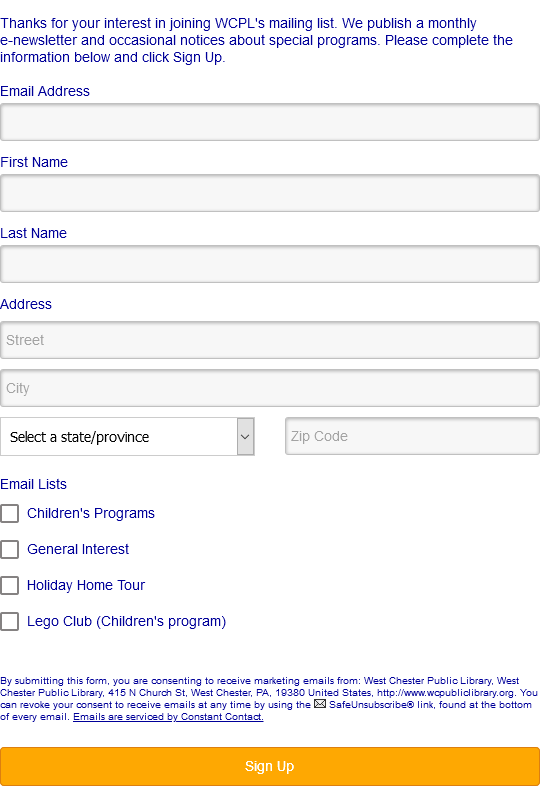 Thanks for your interest in joining WCPL's mailing list. We publish a monthly
e-newsletter and occasional notices about special programs. Please complete the
information below and click Sign Up.
Email Address
First Name
Last Name
Address
Street
City
Select a state/province
Zip Code
Email Lists
Children's Programs
General Interest
Holiday Home Tour
Lego Club (Children's program)
By submitting this form, you are consenting to receive marketing emails from: West Chester Public Library, West
Chester Public Library, 415 N Church St, West Chester, PA, 19380 United States, http://www.wcpubliclibrary.org. You
can revoke your consent to receive emails at any time by using the SafeUnsubscribe® link, found at the bottom
of every email. Emails are serviced by Constant Contact.
Sign Up